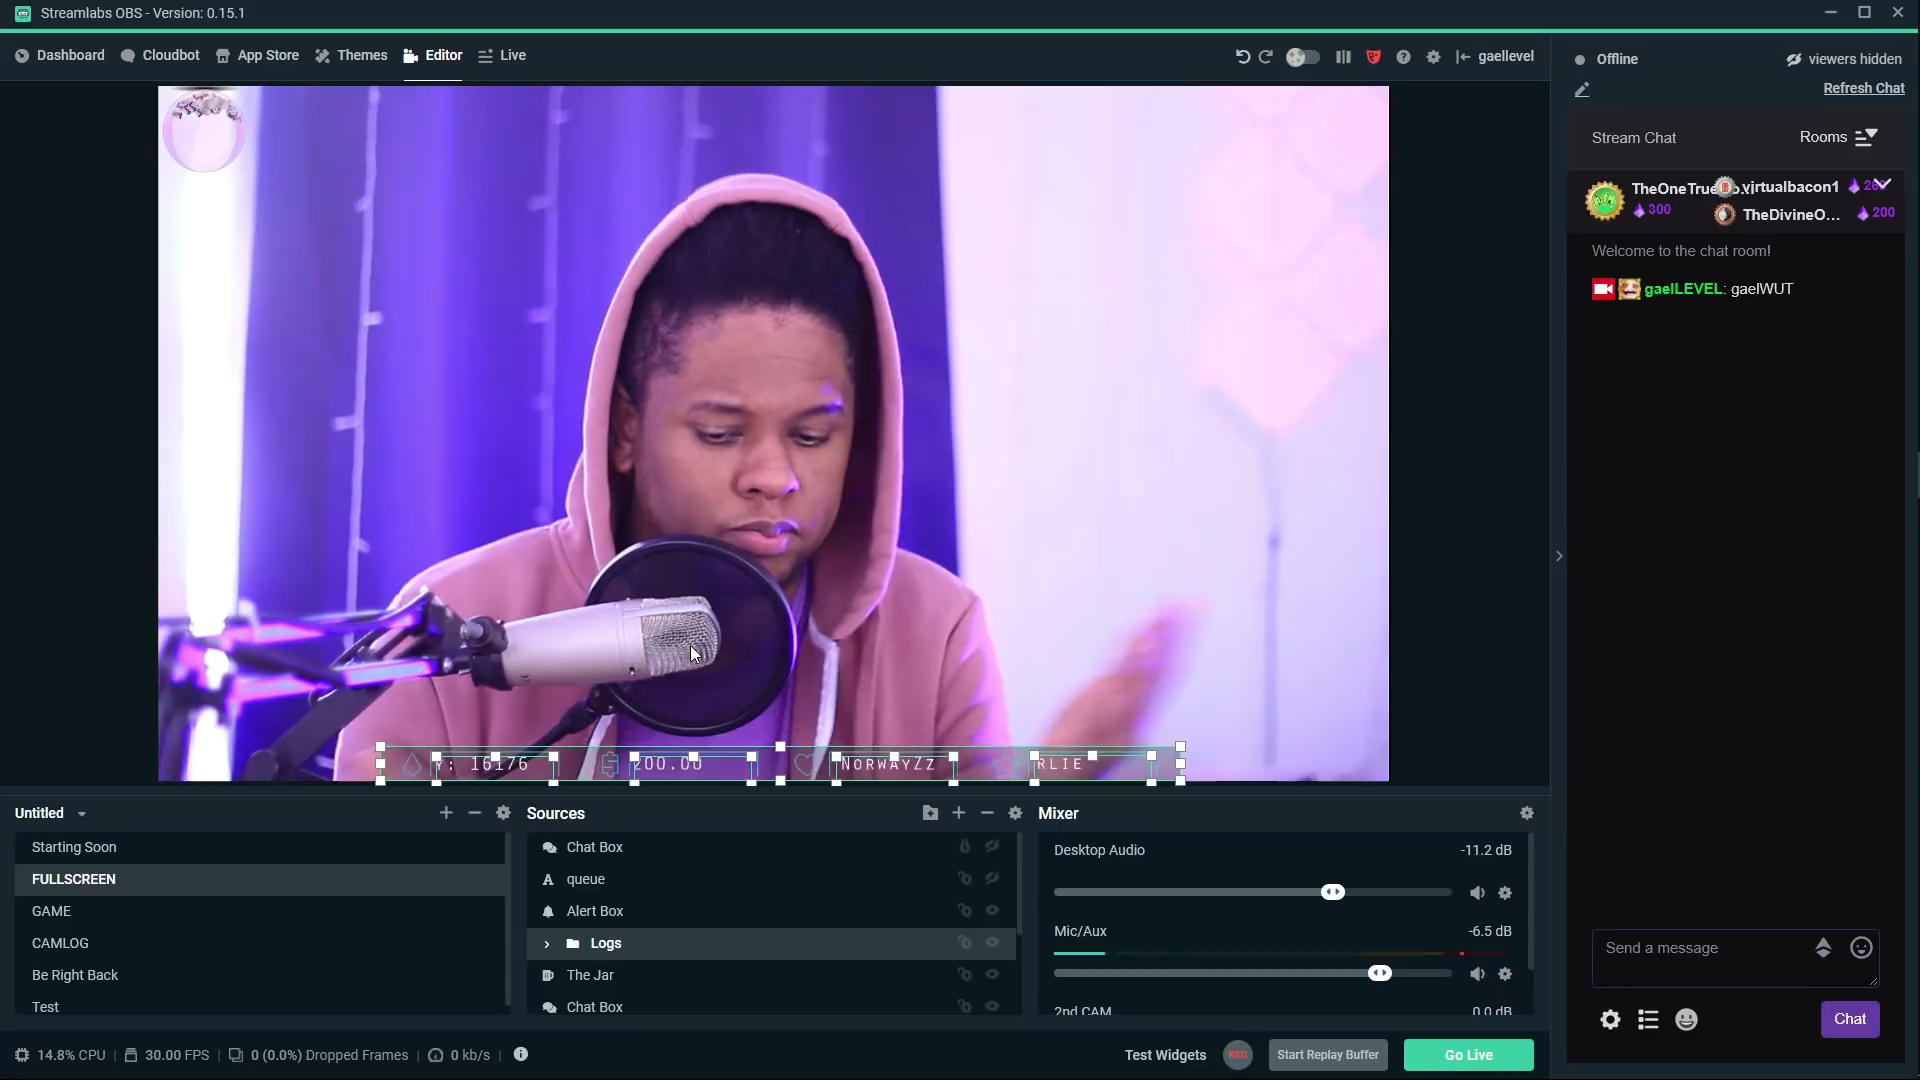 Streamlabs OBS - Version: 0.15.1
Dashboard
Cloudbot
App Store
Themes
Editor
Live
gaellevel
Offline
viewers hidden
Refresh Chat
Stream Chat
Rooms
virtualbacon1
300
TheDivineO...
200
Welcome to the chat room!
gaelLEVEL: gaelWUT
Y: 16176
200.00
NorwayZz
RLIE
Untitled
Starting Soon
FULLSCREEN
GAME
CAMLOG
Be Right Back
Test
Sources
Chat Box
queue
Alert Box
Logs
The Jar
Chat Box
Mixer
Desktop Audio
-11.2 dB
Mic/Aux
-6.5 dB
2nd CAM
0.0 dB
Send a message
Chat
14.8% CPU
30.00 FPS
0 (0.0%) Dropped Frames
0 kb/s
Test Widgets
REC
Start Replay Buffer
Go Live